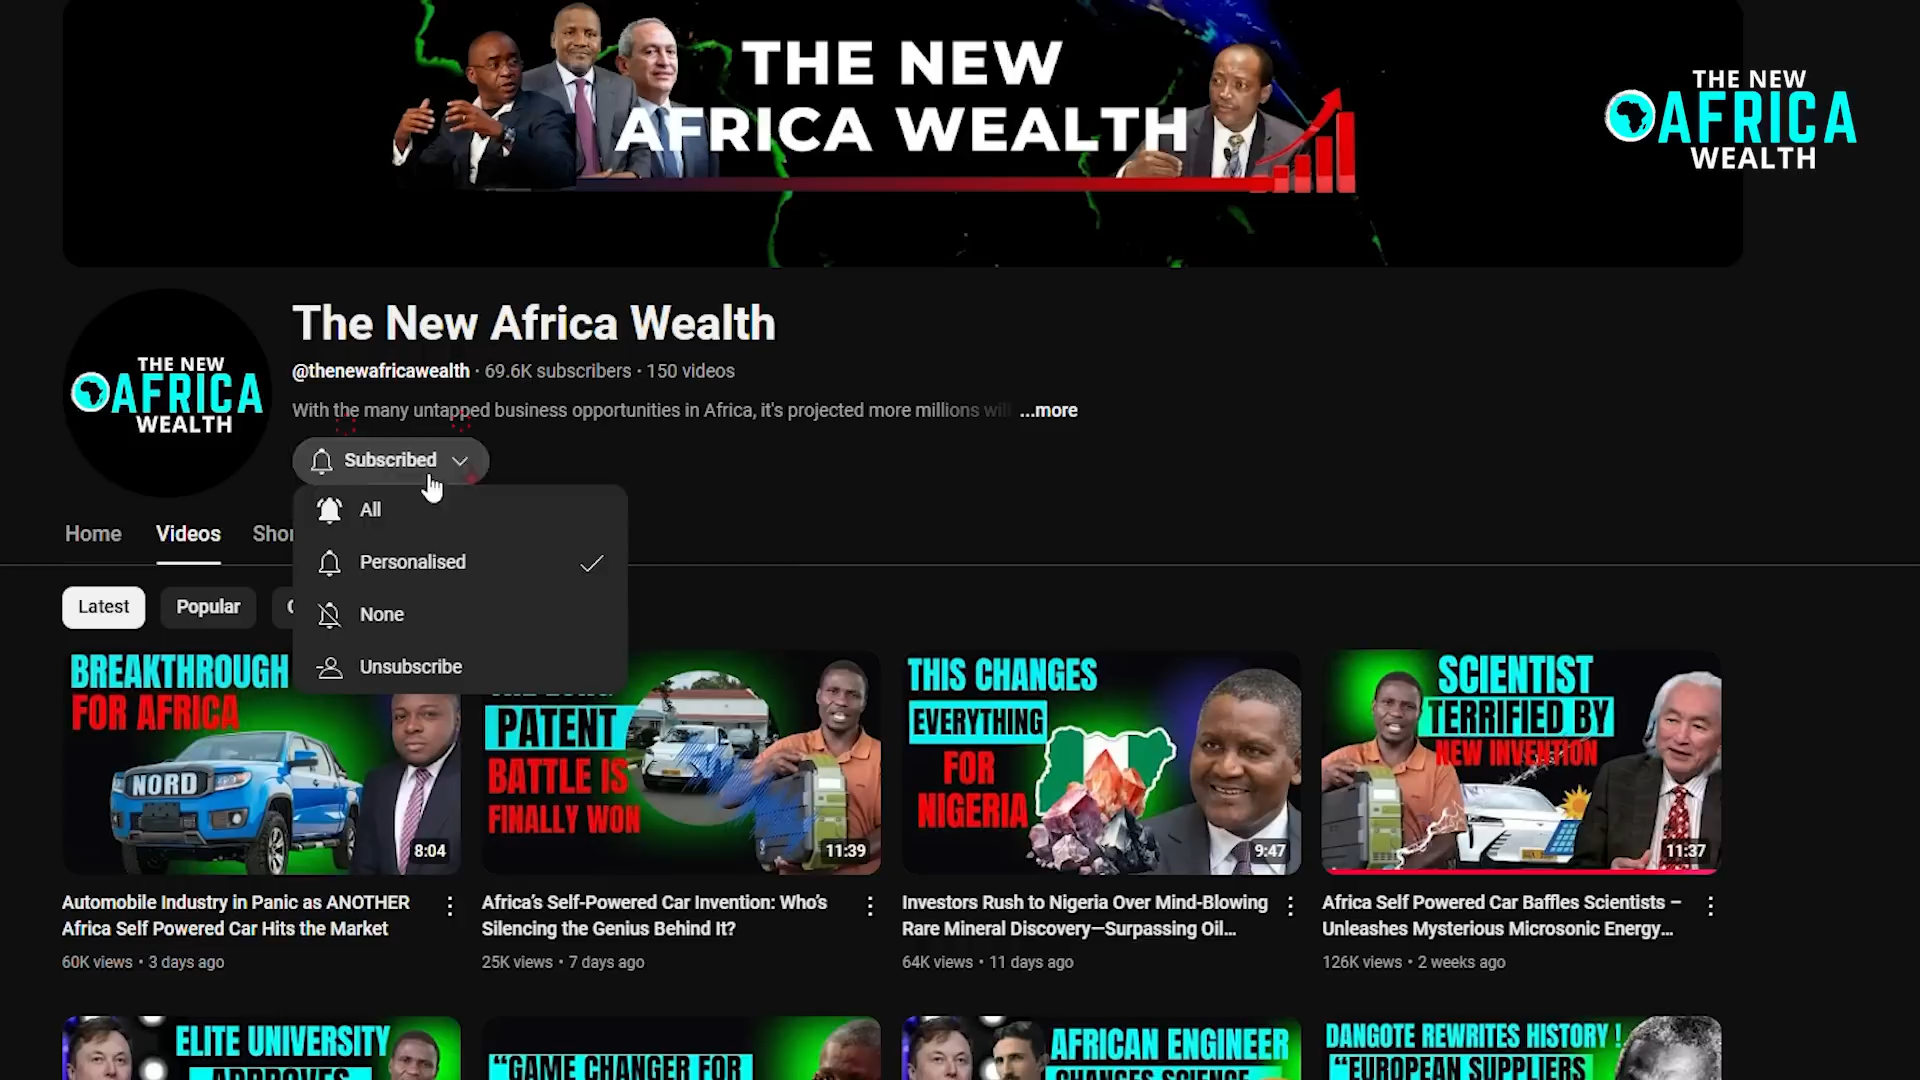 THE NEW
AFRICA WEALTH
THE NEW
AFRICA
WEALTH
THE NEW
AFRICA
WEALTH
The New Africa Wealth
@thenewafricawealth · 69.6K subscribers · 150 videos
With the many untapped business opportunities in Africa, it's projected more millions ...more
Subscribed
All
Personalised
None
Unsubscribe
Home
Videos
Latest
Popular
BREAKTHROUGH
FOR AFRICA
NORD
8:04
PATENT
BATTLE IS
FINALLY WON
11:39
THIS CHANGES
EVERYTHING
FOR
NIGERIA
9:47
SCIENTIST
TERRIFIED BY
NEW INVENTION
11:37
Automobile Industry in Panic as ANOTHER
Africa Self Powered Car Hits the Market
60K views · 3 days ago
Africa's Self-Powered Car Invention: Who's
Silencing the Genius Behind It?
25K views · 7 days ago
Investors Rush to Nigeria Over Mind-Blowing
Rare Mineral Discovery—Surpassing Oil...
64K views · 11 days ago
Africa Self Powered Car Baffles Scientists –
Unleashes Mysterious Microsonic Energy...
126K views · 2 weeks ago
ELITE UNIVERSITY
APPROVES
"GAME CHANGER FOR
AFRICAN ENGINEER
CHANGES SCIENCE
DANGOTE REWRITES HISTORY !
"EUROPEAN SUPPLIERS